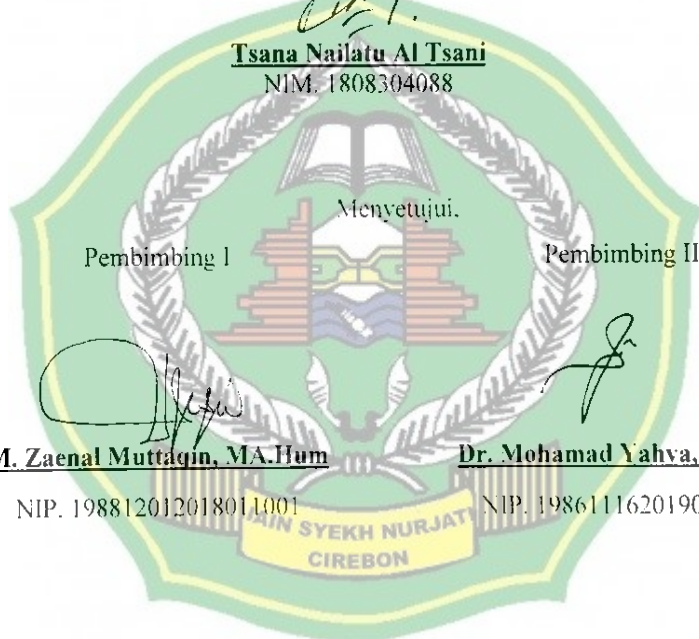 Tsana Nailatu Al Tsani
NIM. 1808304088
Menyetujui,
Pembimbing I
Pembimbing II
M. Zaenal Muttaqin, MA.Hum
Dr. Mohamad Yahya,
NIP. 198812012018011001
NIP. 1986111620190
IAIN SYEKH NURJATI
CIREBON